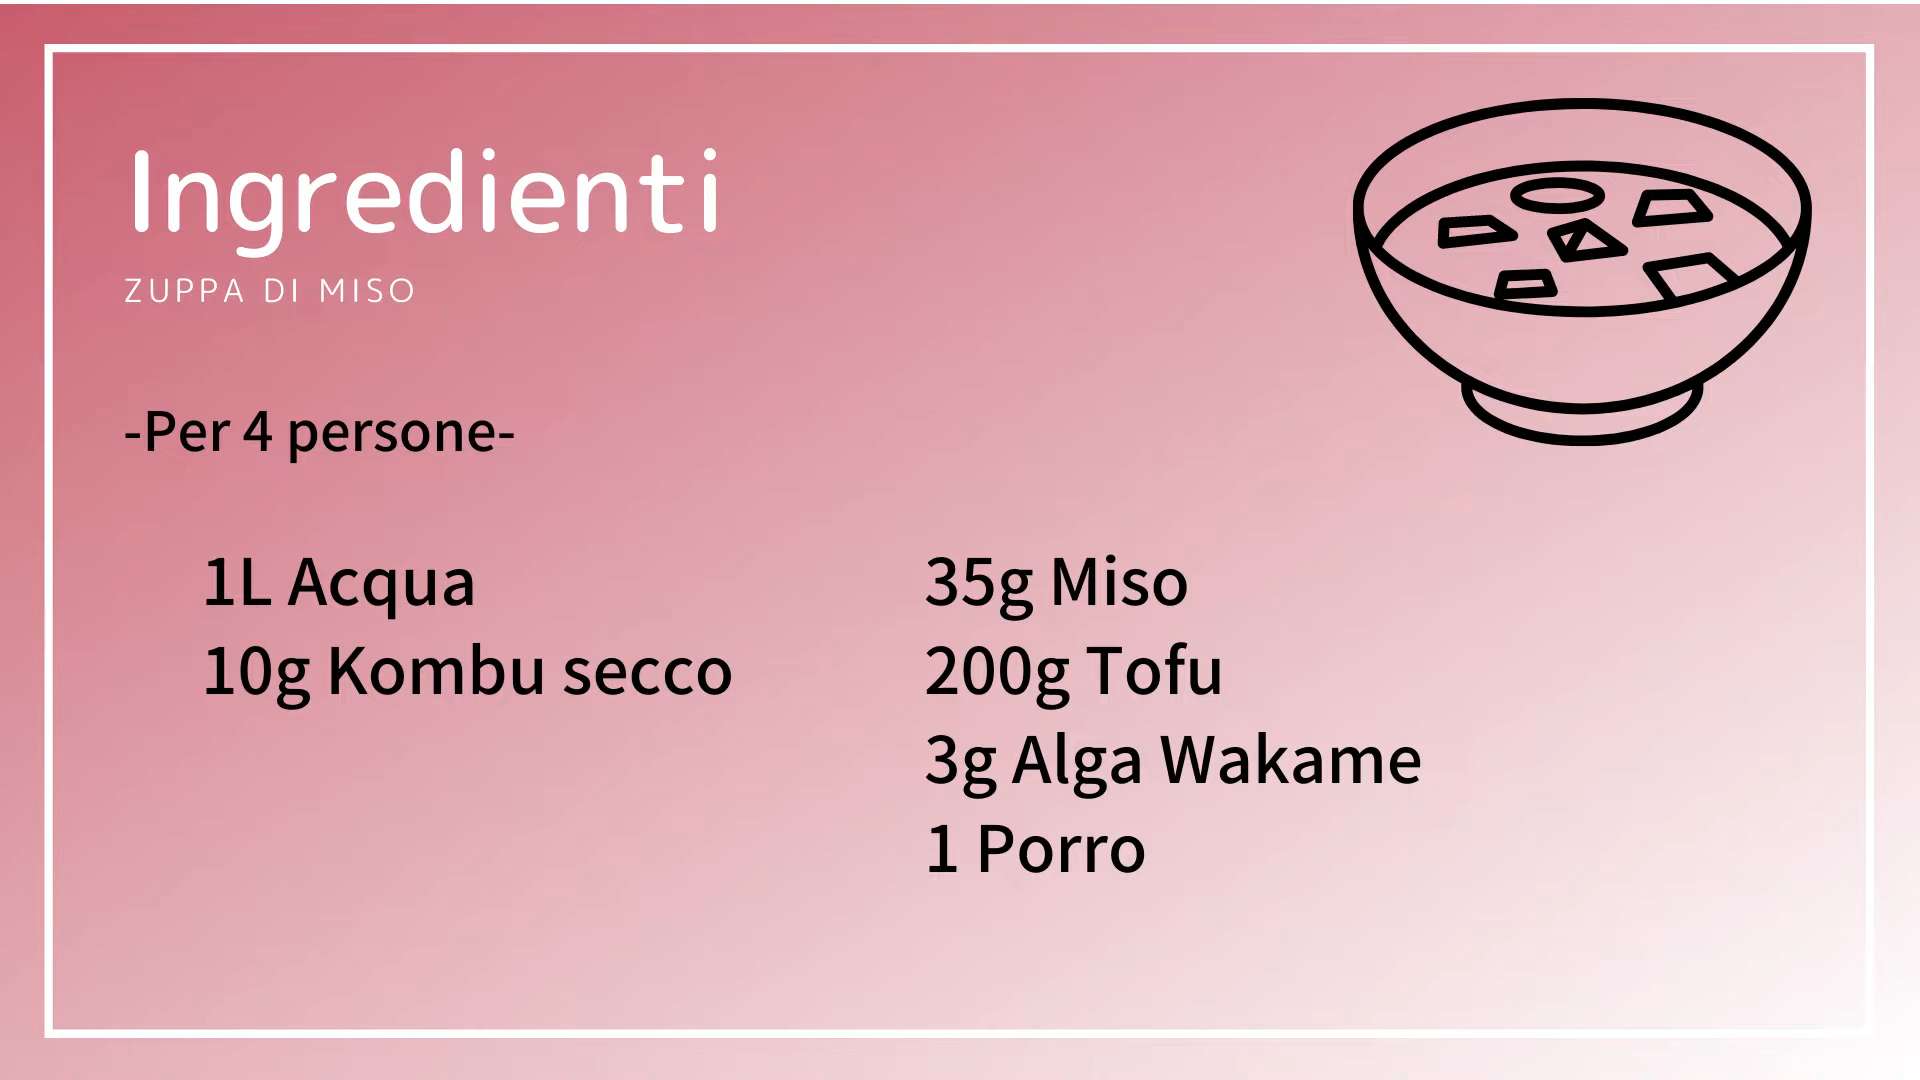 Ingredienti
ZUPPA DI MISO
-Per 4 persone-
1L Acqua
10g Kombu secco
35g Miso
200g Tofu
3g Alga Wakame
1 Porro